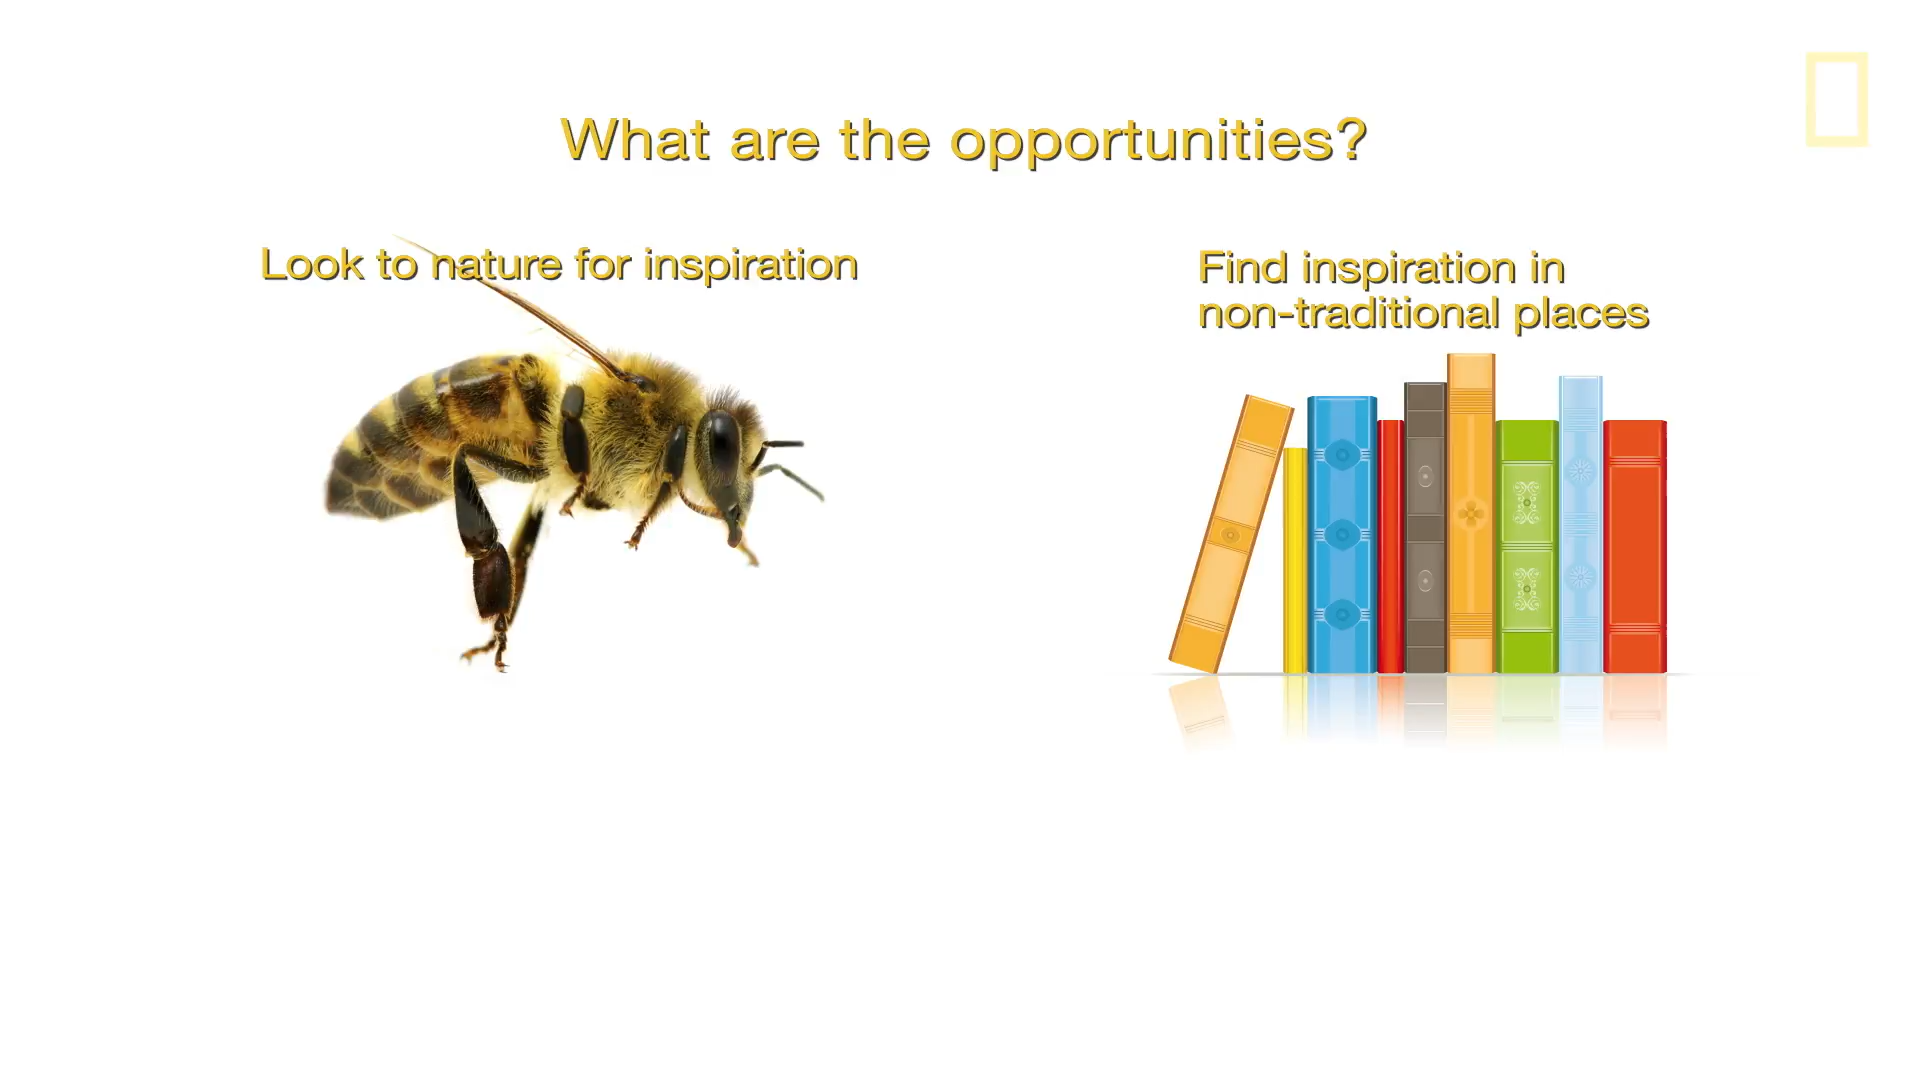 What are the opportunities?
Look to nature for inspiration
Find inspiration in
non-traditional places